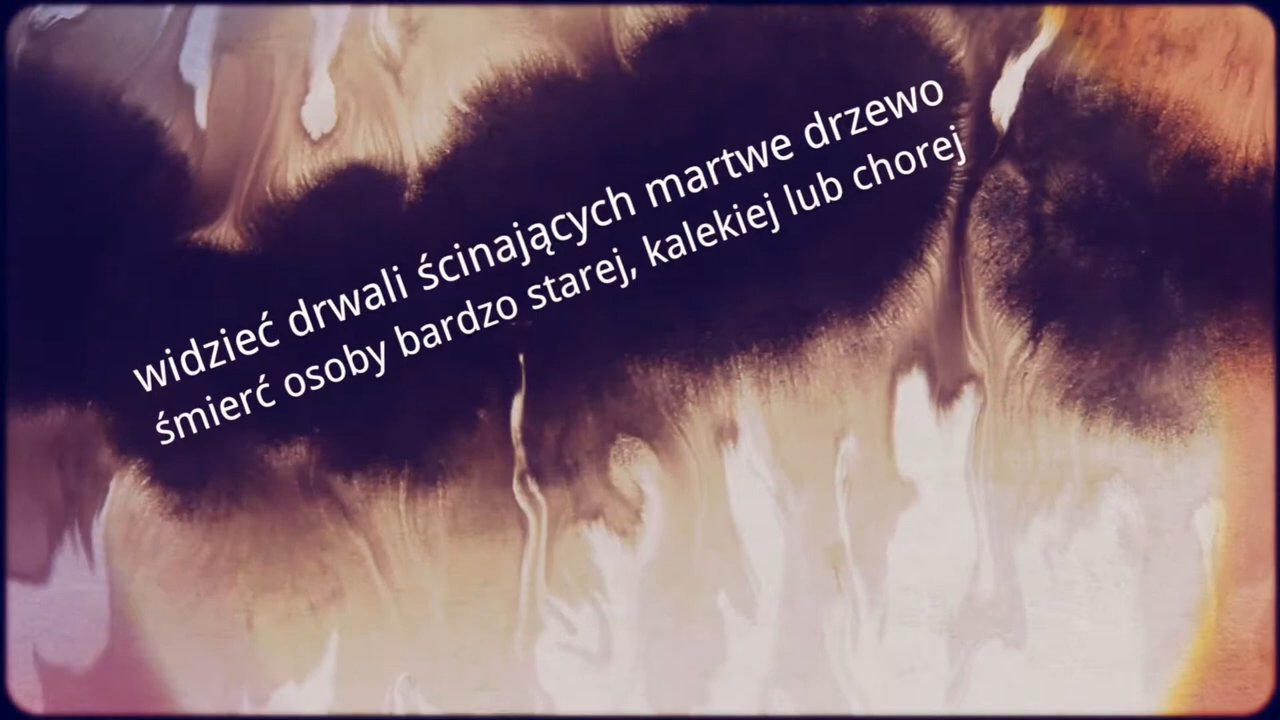 widzieć drwali ścinających martwe drzewo
śmierć osoby bardzo starej, kalekiej lub chorej